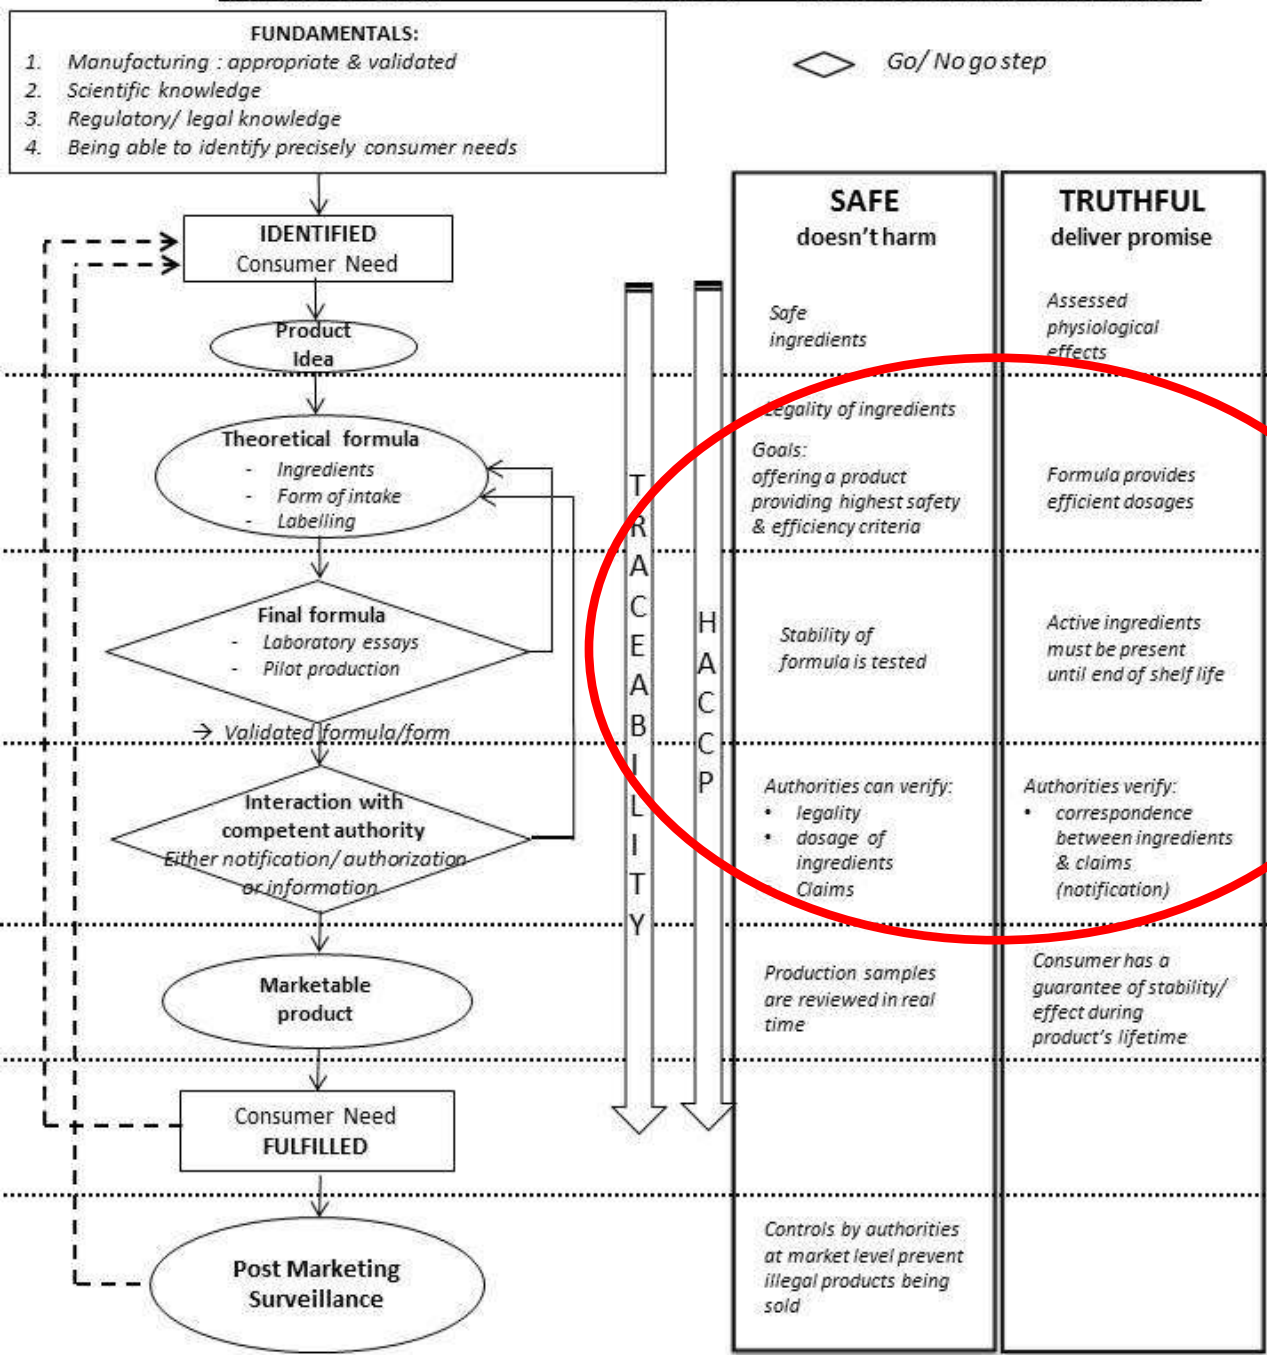 FUNDAMENTALS:
1. Manufacturing : appropriate & validated
2. Scientific knowledge
3. Regulatory/ legal knowledge
4. Being able to identify precisely consumer needs
Go/ No go step
IDENTIFIED
Consumer Need
Product
Idea
Theoretical formula
- Ingredients
- Form of intake
- Labelling
Final formula
- Laboratory essays
- Pilot production
→ Validated formula/form
Interaction with
competent authority
Either notification/ authorization
or information
Marketable
product
Consumer Need
FULFILLED
Post Marketing
Surveillance
TRACEABILITY
HACCP
SAFE
doesn't harm
Safe
ingredients
Legality of ingredients
Goals:
offering a product
providing highest safety
& efficiency criteria
Stability of
formula is tested
Authorities can verify:
• legality
• dosage of
ingredients
Claims
Production samples
are reviewed in real
time
Controls by authorities
at market level prevent
illegal products being
sold
TRUTHFUL
deliver promise
Assessed
physiological
effects
Formula provides
efficient dosages
Active ingredients
must be present
until end of shelf life
Authorities verify:
• correspondence
between ingredients
& claims
(notification)
Consumer has a
guarantee of stability/
effect during
product's lifetime